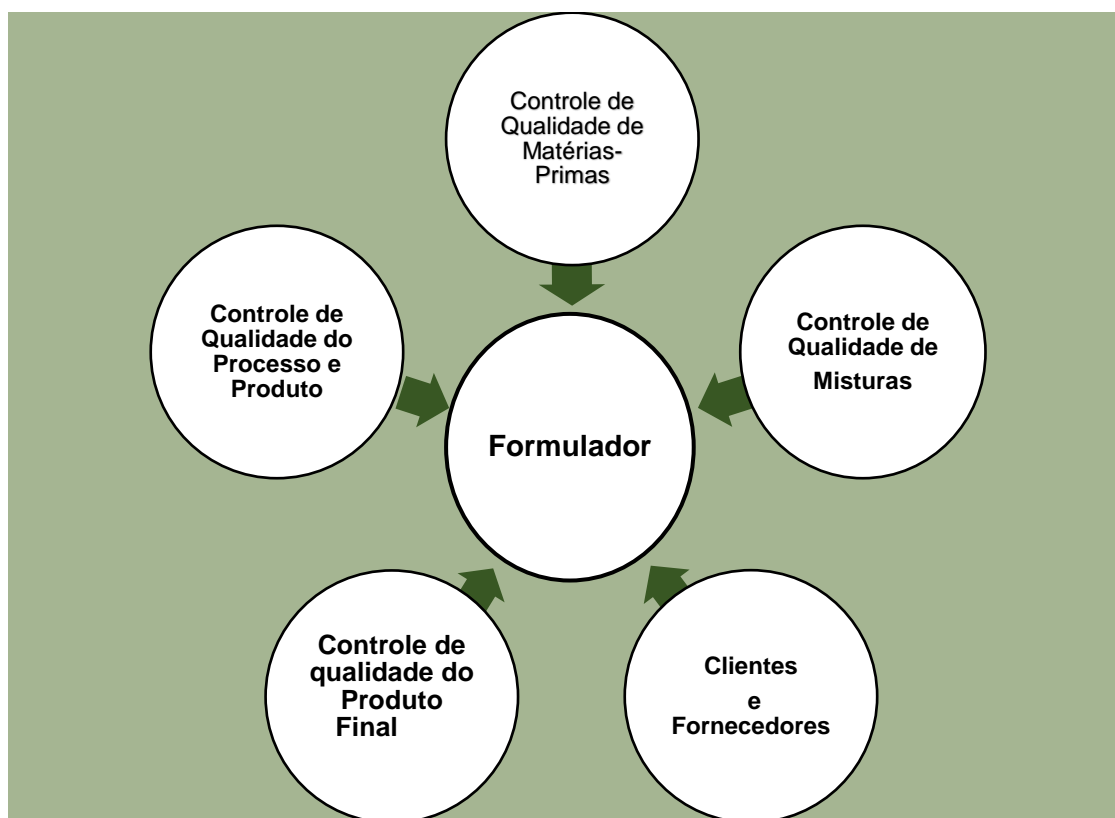 Controle de
Qualidade de
Matérias-
Primas
Controle de
Qualidade do
Processo e
Produto
Controle de
Qualidade de
Misturas
Formulador
Controle de
qualidade do
Produto
Final
Clientes
e
Fornecedores